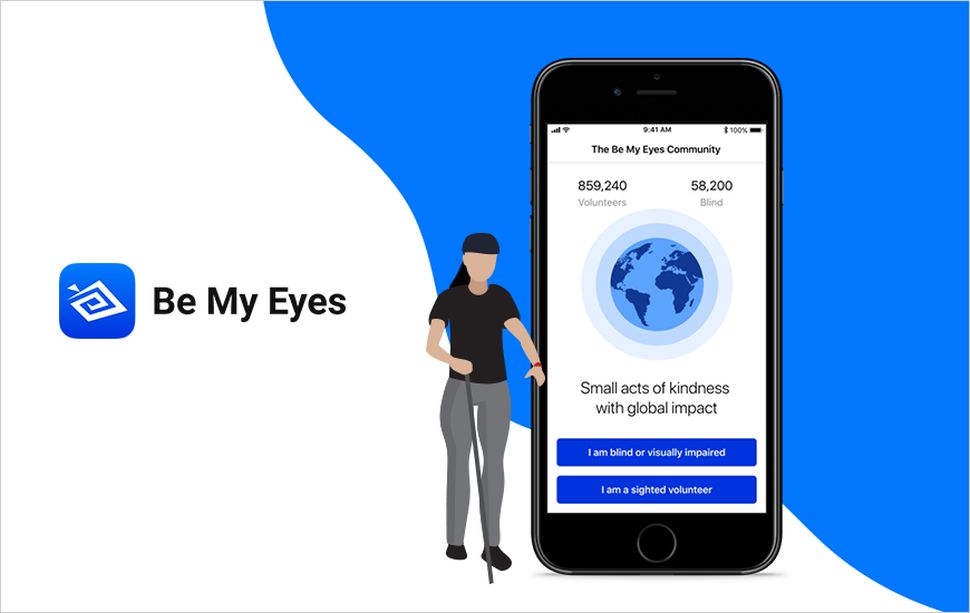 Be My Eyes
9:41 AM
100%
The Be My Eyes Community
859,240
58,200
Volunteers
Blind
Small acts of kindness
with global impact
I am blind or visually impaired
I am a sighted volunteer